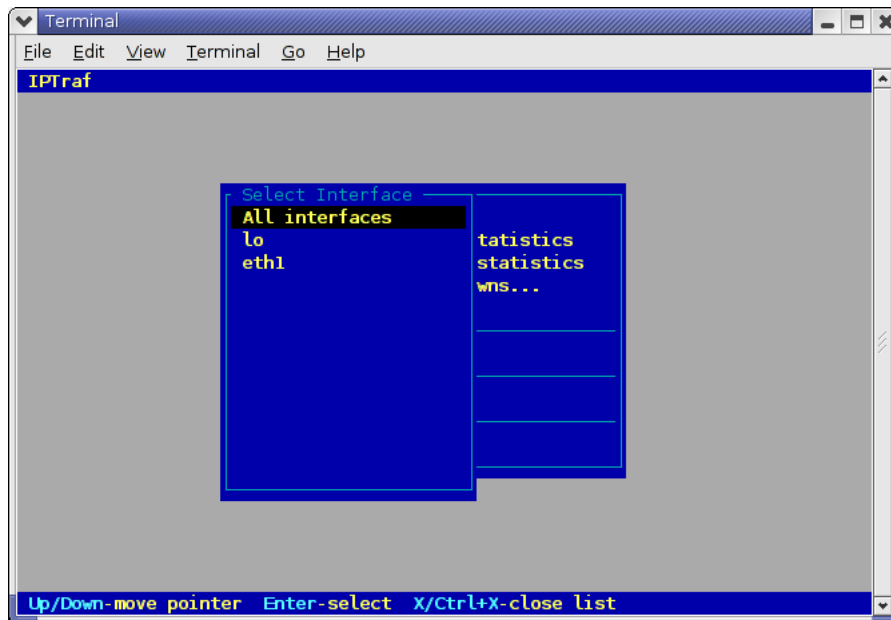 Terminal
File Edit View Terminal Go Help
IPTraf
Select Interface
All interfaces
lo
tatistics
eth1
statistics
wns...
Up/Down-move pointer Enter-select X/Ctrl+X-close list